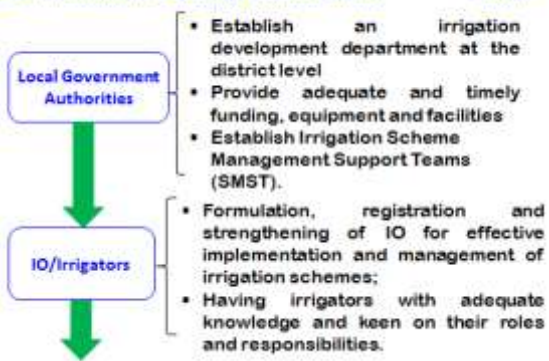 Local Government
Authorities
▪ Establish an irrigation
development department at the
district level
▪ Provide adequate and timely
funding, equipment and facilities
▪ Establish Irrigation Scheme
Management Support Teams
(SMST).
IO/Irrigators
▪ Formulation, registration and
strengthening of IO for effective
implementation and management of
irrigation schemes;
▪ Having irrigators with adequate
knowledge and keen on their roles
and responsibilities.